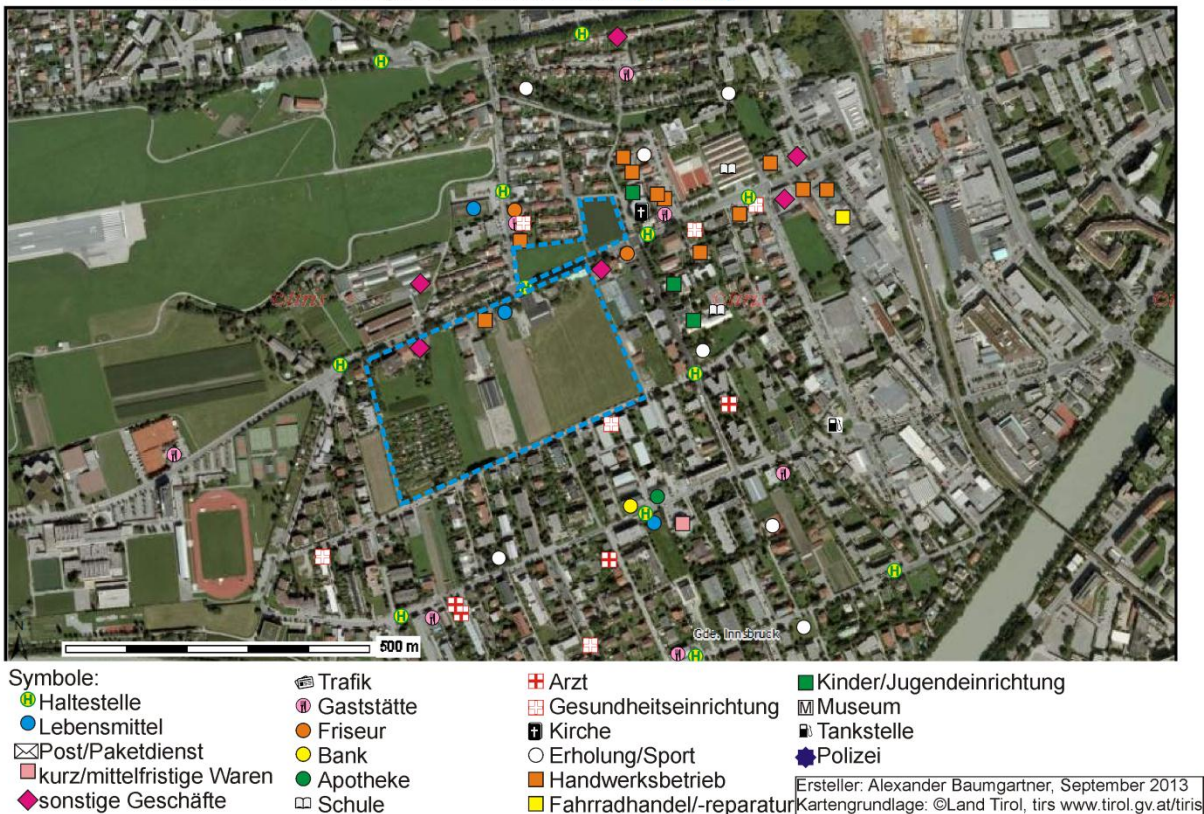 500 m
Gde. Innsbruck
Symbole:
Haltestelle
Lebensmittel
Post/Paketdienst
kurz/mittelfristige Waren
sonstige Geschäfte
Trafik
Gaststätte
Friseur
Bank
Apotheke
Schule
Arzt
Gesundheitseinrichtung
Kirche
Erholung/Sport
Handwerksbetrieb
Fahrradhandel/-reparatur
Kinder/Jugendeinrichtung
Museum
Tankstelle
Polizei
Ersteller: Alexander Baumgartner, September 2013
Kartengrundlage: ©Land Tirol, tirs www.tirol.gv.at/tiris